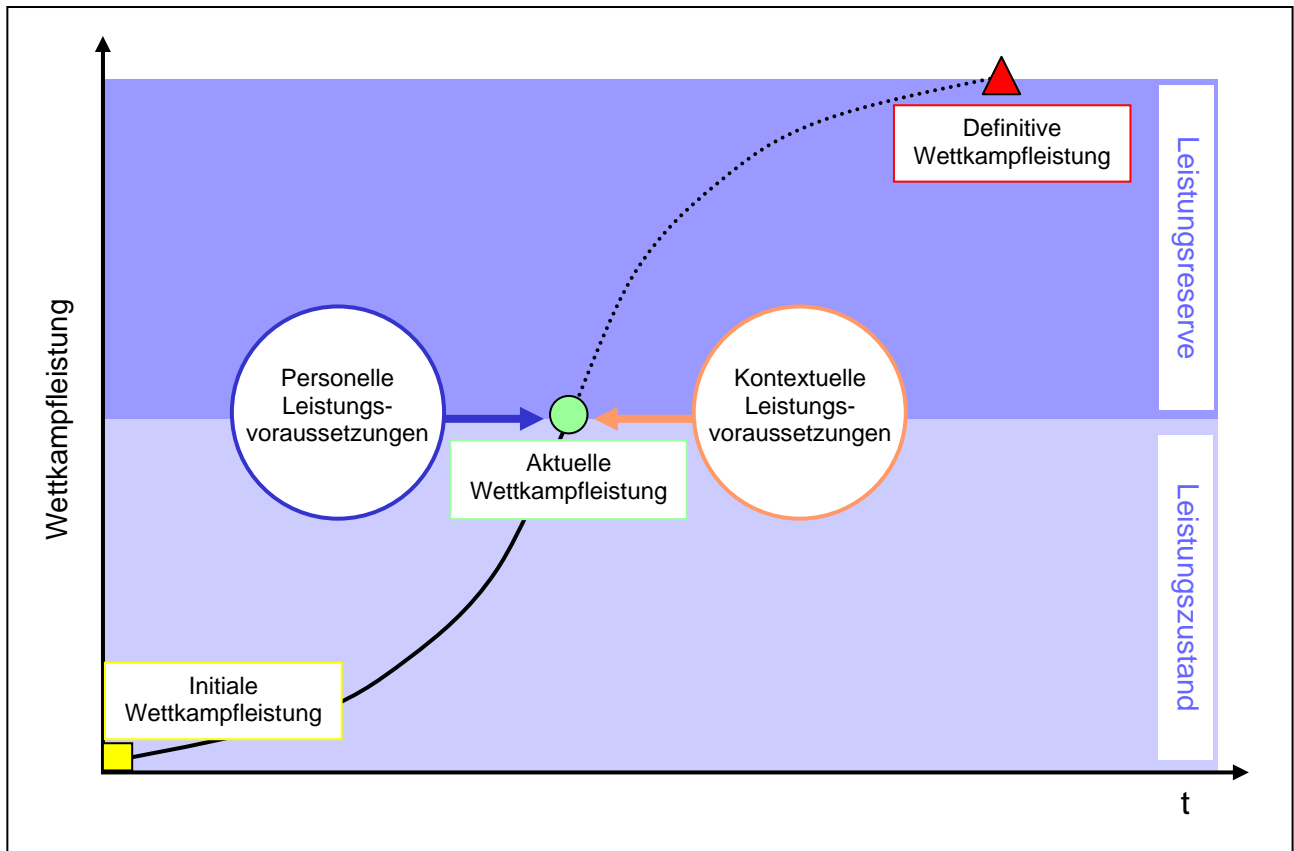 Definitive
Wettkampfleistung
Leistungsreserve
Wettkampfleistung
Personelle
Leistungs-
voraussetzungen
Kontextuelle
Leistungs-
voraussetzungen
Aktuelle
Wettkampfleistung
Leistungszustand
Initiale
Wettkampfleistung
t